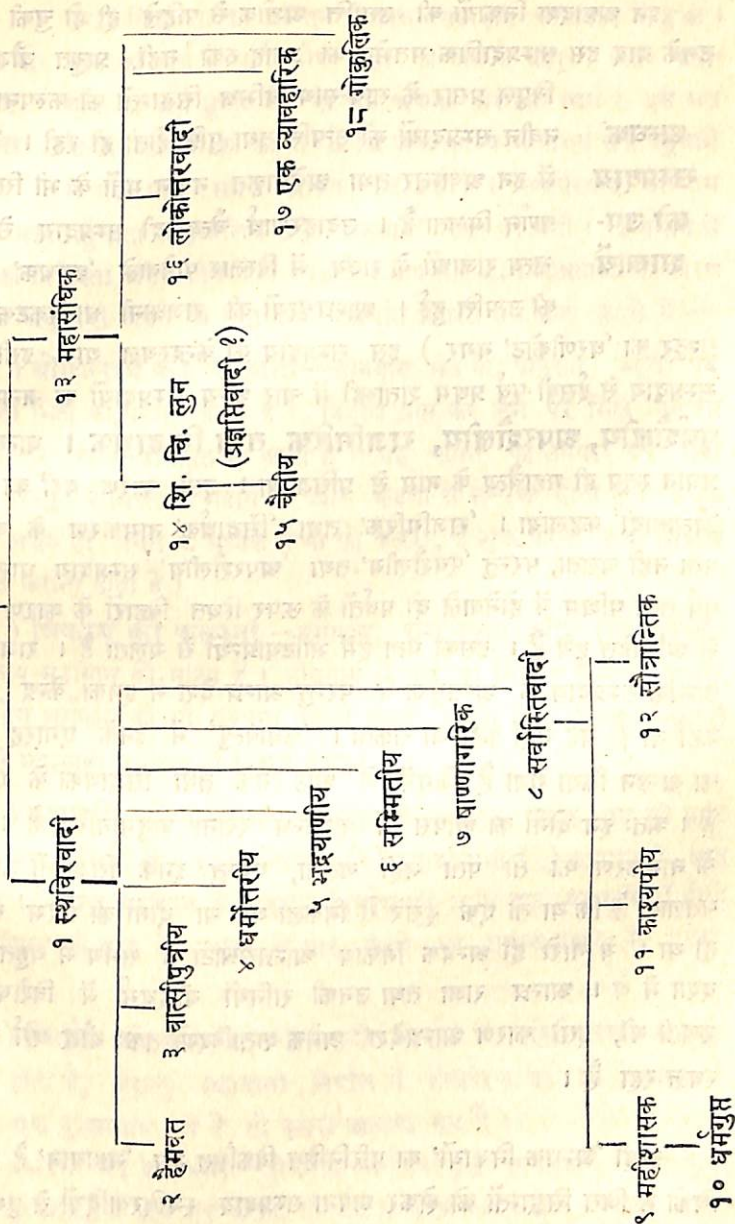 १ स्थविरवादी
२ हैमवत
३ वात्सीपुत्रीय
४ धर्मोत्तरीय
५ भद्रयाणीय
६ सम्मितीय
७ षाण्णागरिक
८ सर्वास्तिवादी
९ महीशासक
१० धर्मगुप्त
११ काश्यपीय
१२ सौत्रान्तिक
१३ महासंघिक
१४ शि. चि. लुन
(प्रज्ञप्तिवादी ?)
१५ चैतीय
१६ लोकोत्तरवादी
१७ एक व्यावहारिक
१८ गोकुलिक